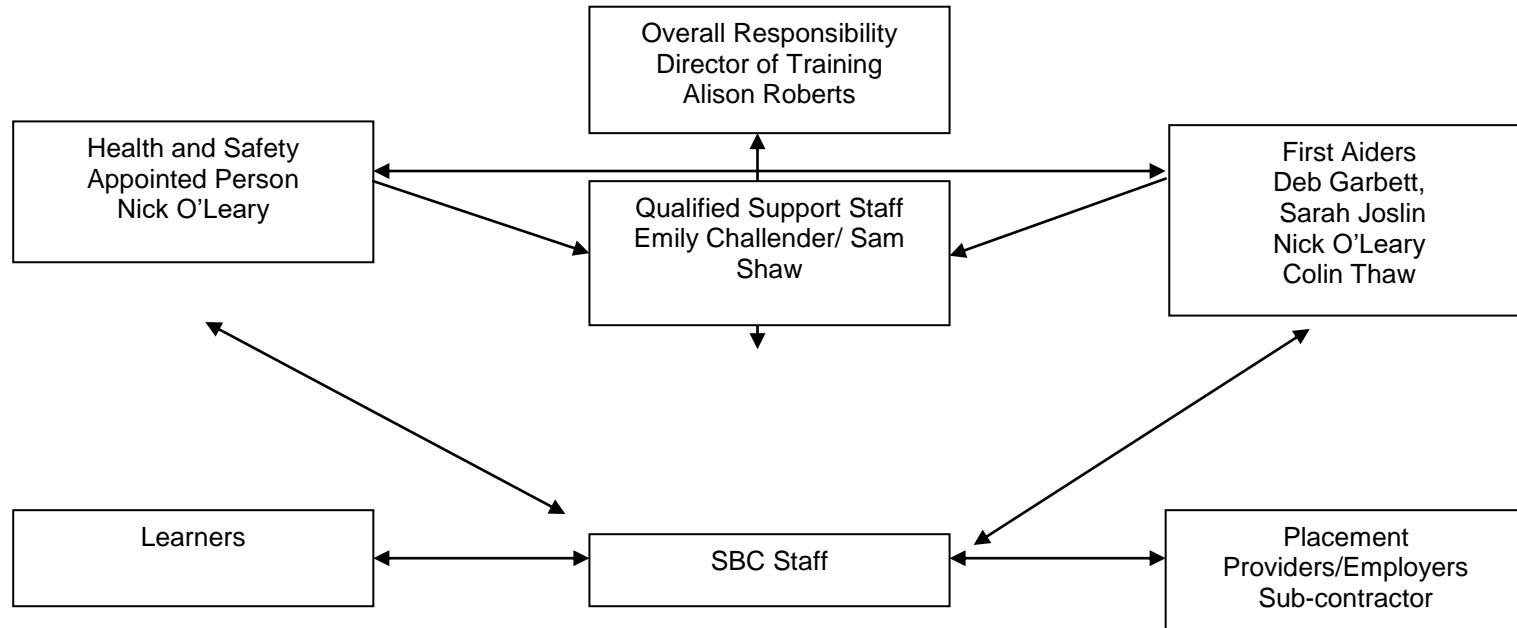 Overall Responsibility
Director of Training
Alison Roberts
Health and Safety
Appointed Person
Nick O’Leary
Qualified Support Staff
Emily Challender/ Sam
Shaw
First Aiders
Deb Garbett,
Sarah Joslin
Nick O’Leary
Colin Thaw
Learners
SBC Staff
Placement
Providers/Employers
Sub-contractor